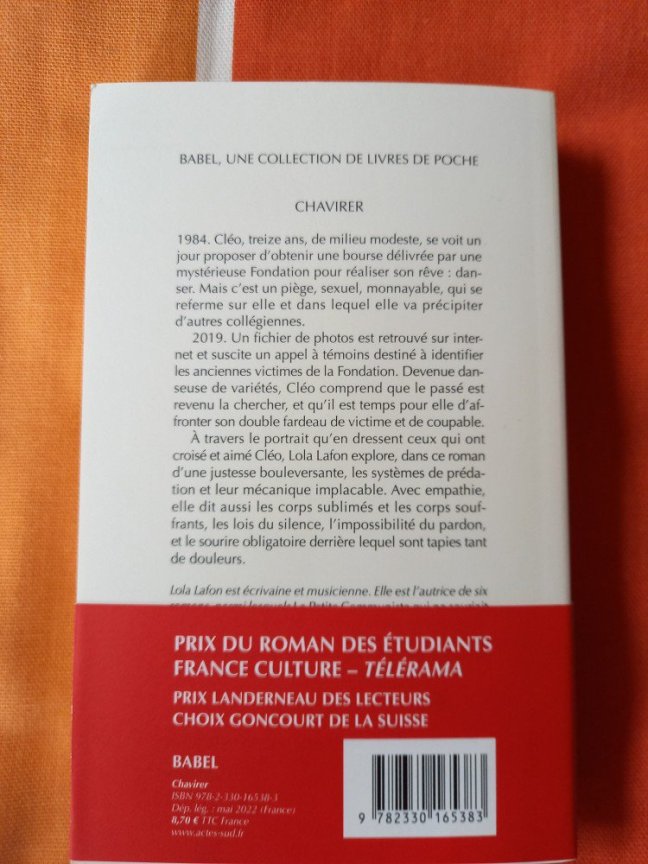 BABEL, UNE COLLECTION DE LIVRES DE POCHE
CHAVIRER
1984. Cléo, treize ans, de milieu modeste, se voit un
jour proposer d'obtenir une bourse délivrée par une
mystérieuse Fondation pour réaliser son rêve : dan-
ser. Mais c'est un piège, sexuel, monnayable, qui se
referme sur elle et dans lequel elle va précipiter
d'autres collégiennes.
2019. Un fichier de photos est retrouvé sur inter-
net et suscite un appel à témoins destiné à identifier
les anciennes victimes de la Fondation. Devenue dan-
seuse de variétés, Cléo comprend que le passé est
revenu la chercher, et qu'il est temps pour elle d'af-
fronter son double fardeau de victime et de coupable.
À travers le portrait qu'en dressent ceux qui ont
croisé et aimé Cléo, Lola Lafon explore, dans ce roman
d'une justesse bouleversante, les systèmes de préda-
tion et leur mécanique implacable. Avec empathie,
elle dit aussi les corps sublimés et les corps souf-
frants, les lois du silence, l'impossibilité du pardon,
et le sourire obligatoire derrière lequel sont tapies tant
de douleurs.
Lola Lafon est écrivaine et musicienne. Elle est l'autrice de six
PRIX DU ROMAN DES ÉTUDIANTS
FRANCE CULTURE – TÉLÉRAMA
PRIX LANDERNEAU DES LECTEURS
CHOIX GONCOURT DE LA SUISSE
BABEL
Chavirer
ISBN 978-2-330-16538-3
Dép. lég. : mai 2022 (France)
8,70 € TTC France
www.actes-sud.fr
9 782330 165383